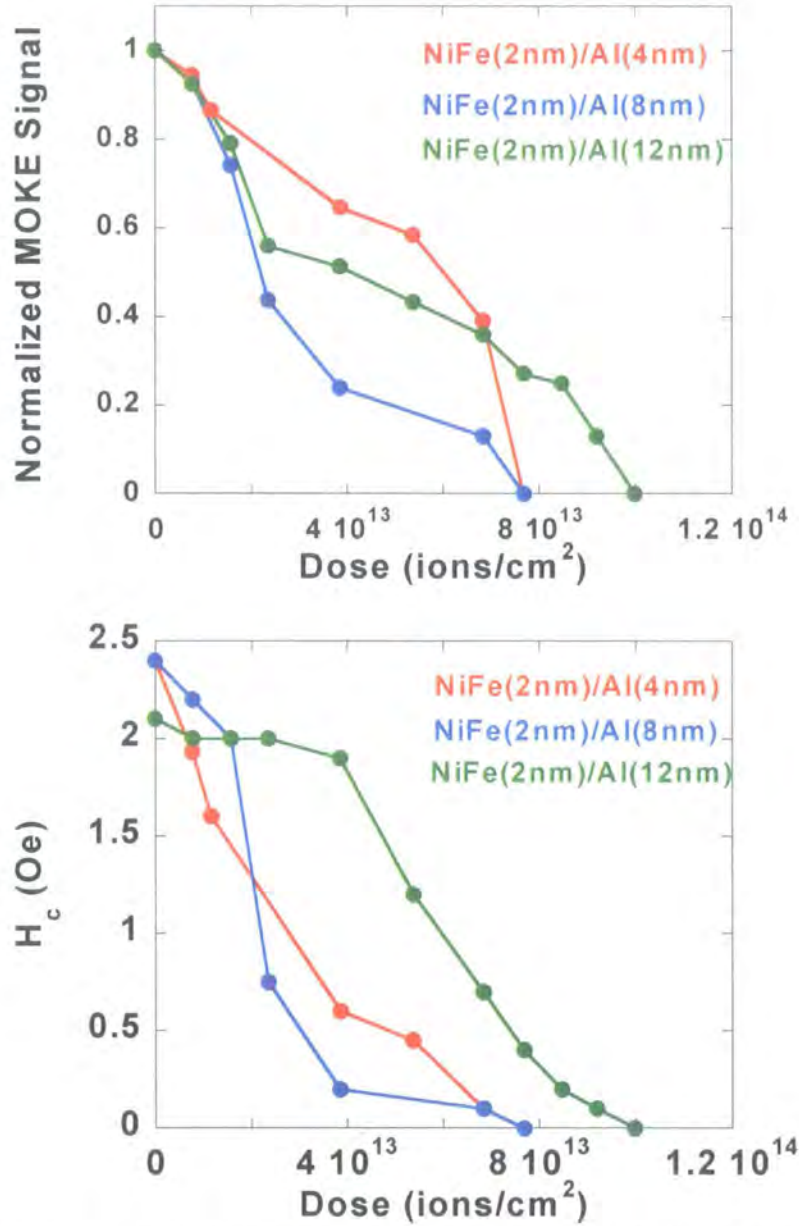 Normalized MOKE Signal
1
0.8
0.6
0.4
0.2
0
NiFe(2nm)/Al(4nm)
NiFe(2nm)/Al(8nm)
NiFe(2nm)/Al(12nm)
0
4 10^13
8 10^13
1.2 10^14
Dose (ions/cm^2)
H_c (Oe)
2.5
2
1.5
1
0.5
0
NiFe(2nm)/Al(4nm)
NiFe(2nm)/Al(8nm)
NiFe(2nm)/Al(12nm)
0
4 10^13
8 10^13
1.2 10^14
Dose (ions/cm^2)